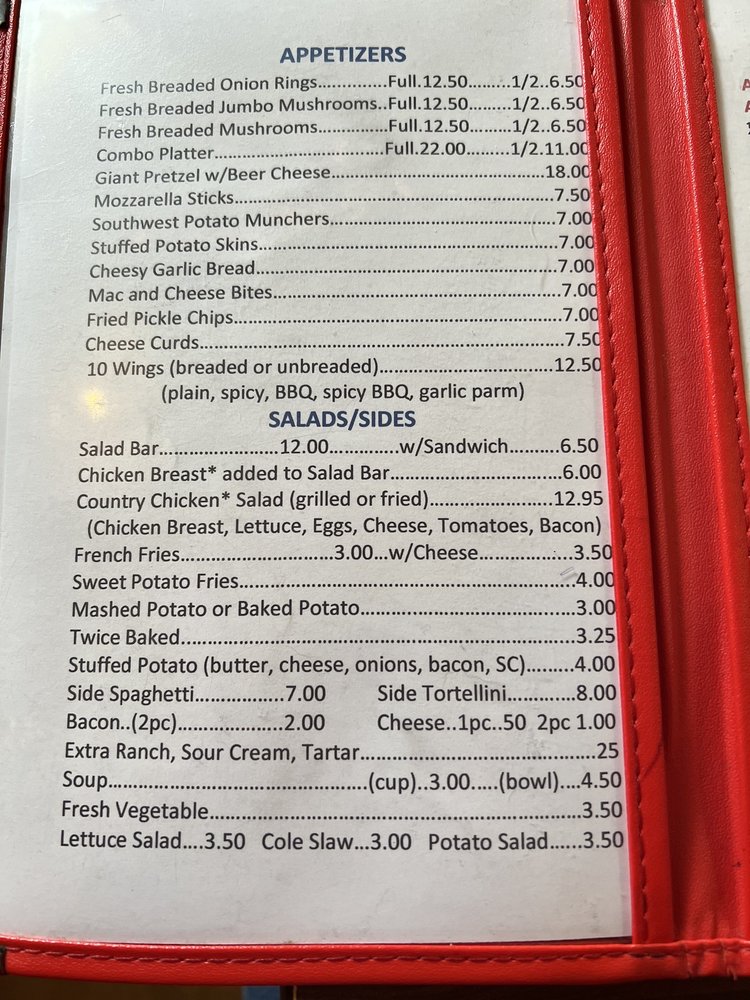 APPETIZERS
Fresh Breaded Onion Rings..............Full.12.50........1/2..6.50
Fresh Breaded Jumbo Mushrooms..Full.12.50........1/2..6.50
Fresh Breaded Mushrooms..............Full.12.50........1/2..6.50
Combo Platter..................................Full.22.00.........1/2.11.00
Giant Pretzel w/Beer Cheese...........................................18.00
Mozzarella Sticks................................................................7.50
Southwest Potato Munchers.............................................7.00
Stuffed Potato Skins............................................................7.00
Cheesy Garlic Bread............................................................7.00
Mac and Cheese Bites.........................................................7.00
Fried Pickle Chips.................................................................7.00
Cheese Curds........................................................................7.50
10 Wings (breaded or unbreaded)..................................12.50
(plain, spicy, BBQ, spicy BBQ, garlic parm)
SALADS/SIDES
Salad Bar........................12.00..............w/Sandwich..........6.50
Chicken Breast* added to Salad Bar..................................6.00
Country Chicken* Salad (grilled or fried)........................12.95
(Chicken Breast, Lettuce, Eggs, Cheese, Tomatoes, Bacon)
French Fries..............................3.00...w/Cheese...................3.50
Sweet Potato Fries..................................................................4.00
Mashed Potato or Baked Potato...........................................3.00
Twice Baked.............................................................................3.25
Stuffed Potato (butter, cheese, onions, bacon, SC).........4.00
Side Spaghetti.................7.00 Side Tortellini.............8.00
Bacon..(2pc)....................2.00 Cheese..1pc..50 2pc 1.00
Extra Ranch, Sour Cream, Tartar..............................................25
Soup.................................................(cup)..3.00.....(bowl)....4.50
Fresh Vegetable.......................................................................3.50
Lettuce Salad....3.50 Cole Slaw...3.00 Potato Salad......3.50